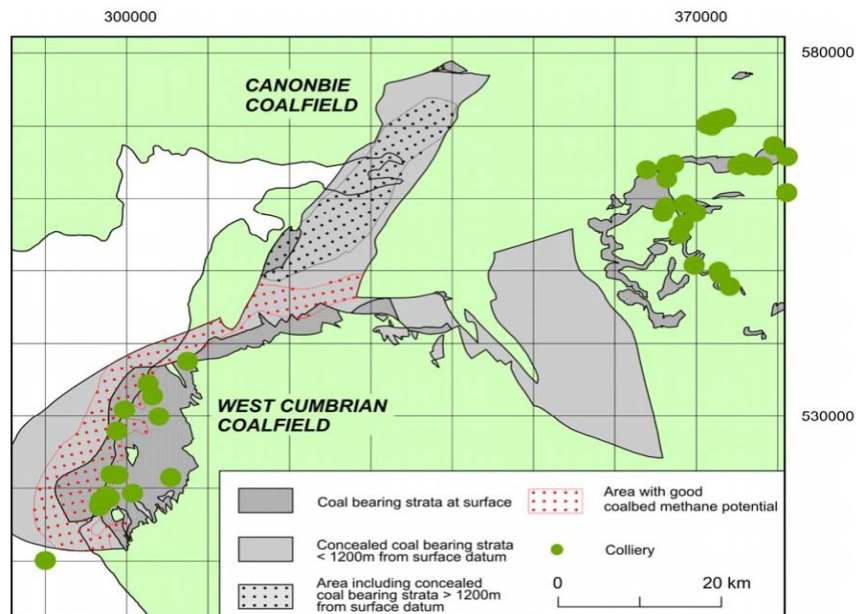 300000
370000
580000
CANONBIE
COALFIELD
530000
WEST CUMBRIAN
COALFIELD
Coal bearing strata at surface
Area with good
coalbed methane potential
Concealed coal bearing strata
< 1200m from surface datum
Colliery
Area including concealed
coal bearing strata > 1200m
from surface datum
0
20 km